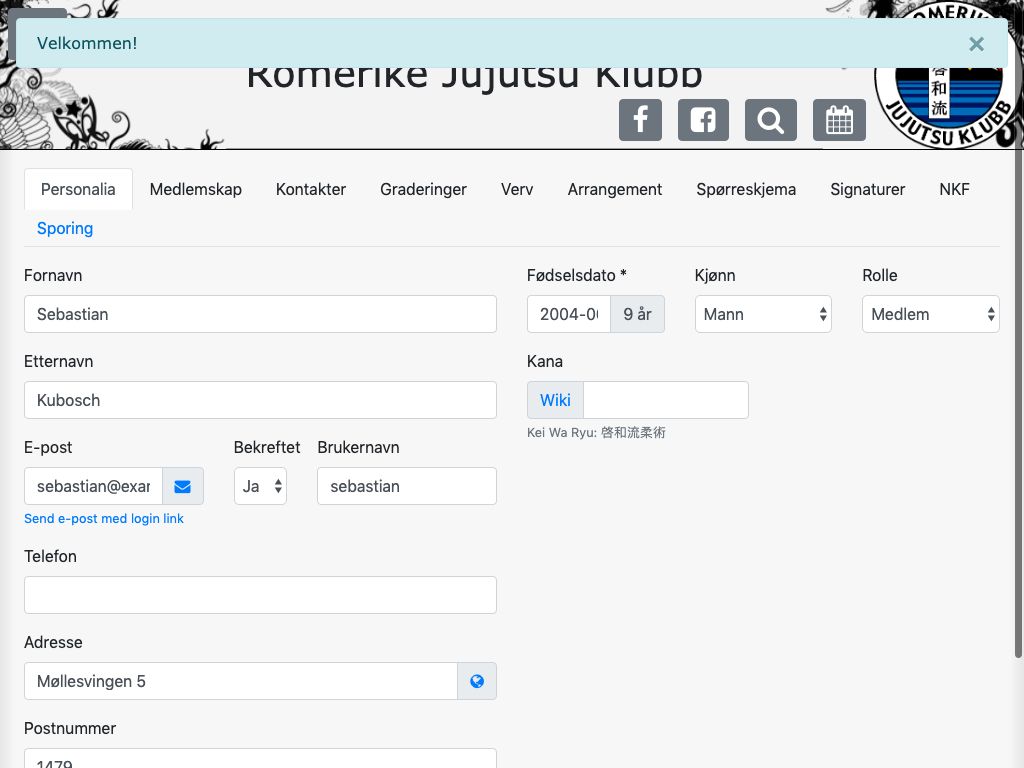 Velkommen!
×
Romerike Jujutsu Klubb
ROMERIKE
啓和流
JUJUTSU KLUBB
Personalia Medlemskap Kontakter Graderinger Verv Arrangement Spørreskjema Signaturer NKF
Sporing
Fornavn
Sebastian
Fødselsdato * Kjønn Rolle
2004-0 9 år Mann Medlem
Etternavn
Kubosch
Kana
Wiki
Kei Wa Ryu: 啓和流柔術
E-post Bekreftet Brukernavn
sebastian@exar Ja sebastian
Send e-post med login link
Telefon
Adresse
Møllesvingen 5
Postnummer
1479